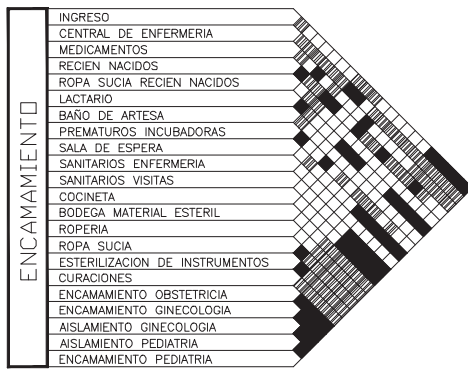 ENCAMAMIENTO
INGRESO
CENTRAL DE ENFERMERIA
MEDICAMENTOS
RECIEN NACIDOS
ROPA SUCIA RECIEN NACIDOS
LACTARIO
BAÑO DE ARTESA
PREMATUROS INCUBADORAS
SALA DE ESPERA
SANITARIOS ENFERMERIA
SANITARIOS VISITAS
COCINETA
BODEGA MATERIAL ESTERIL
ROPERIA
ROPA SUCIA
ESTERILIZACION DE INSTRUMENTOS
CURACIONES
ENCAMAMIENTO OBSTETRICIA
ENCAMAMIENTO GINECOLOGIA
AISLAMIENTO GINECOLOGIA
AISLAMIENTO PEDIATRIA
ENCAMAMIENTO PEDIATRIA